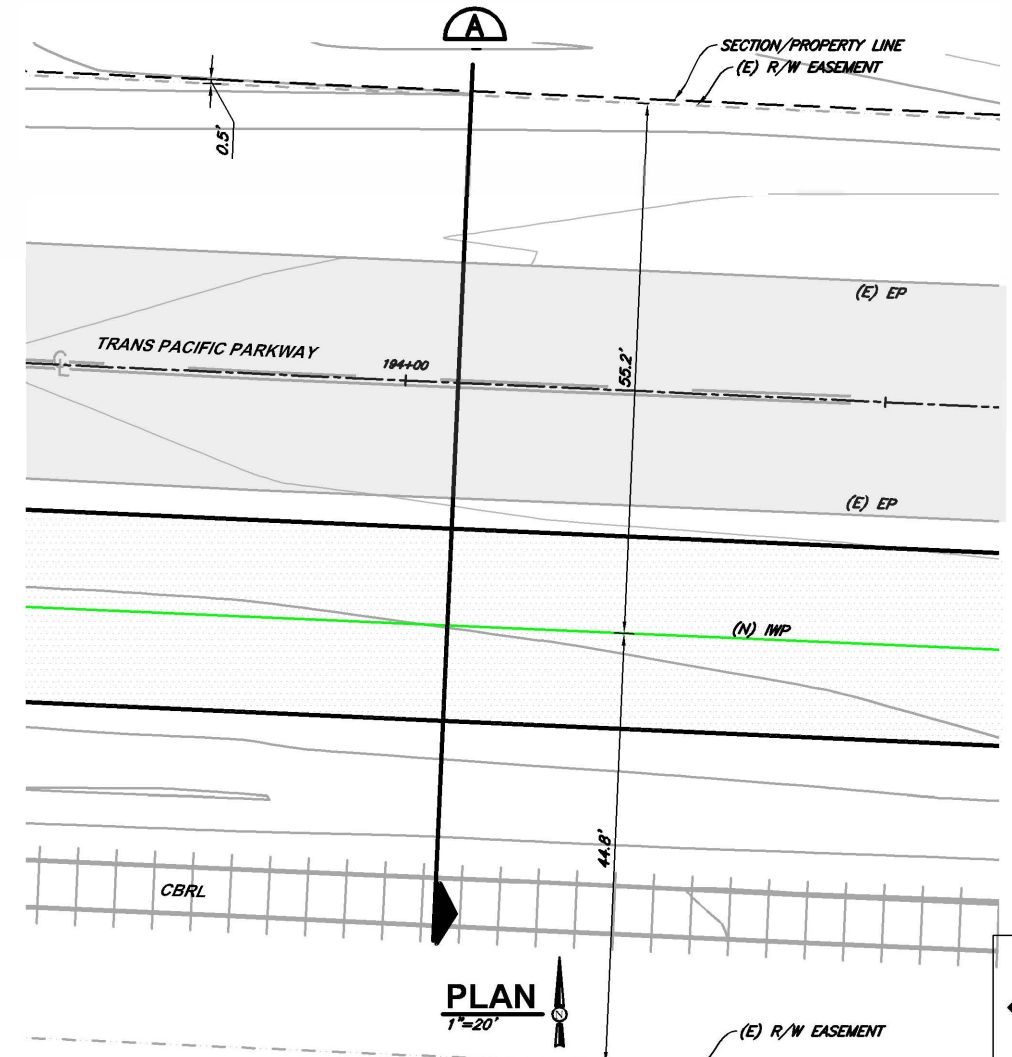 A
SECTION/PROPERTY LINE
(E) R/W EASEMENT
0.5'
(E) EP
TRANS PACIFIC PARKWAY
194+00
55.2'
(E) EP
(N) IWP
44.8'
CBRL
PLAN
1"=20'
N
(E) R/W EASEMENT